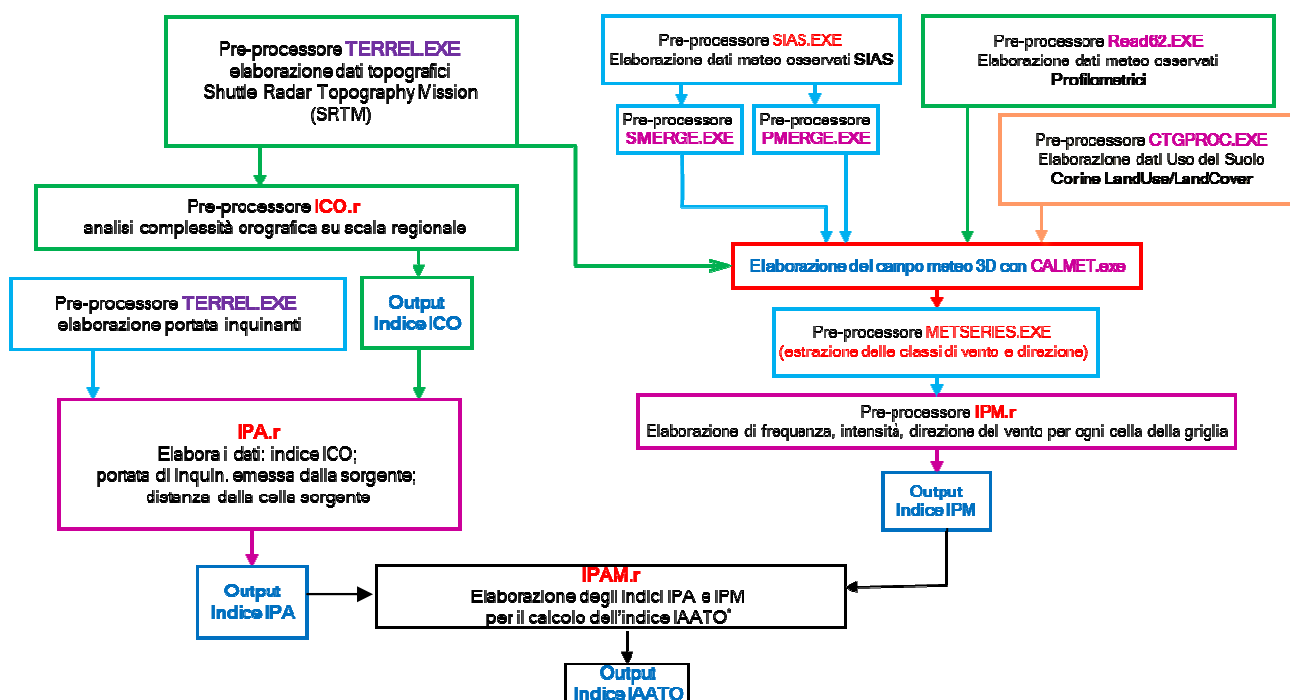 Pre-processore TERREL.EXE
elaborazione dati topografici
Shuttle Radar Topography Mission
(SRTM)
Pre-processore SIAS.EXE
Elaborazione dati meteo osservati SIAS
Pre-processore Read62.EXE
Elaborazione dati meteo osservati
Profilometrici
Pre-processore
SMERGE.EXE
Pre-processore
PMERGE.EXE
Pre-processore CTGPROC.EXE
Elaborazione dati Uso del Suolo
Corine LandUse/LandCover
Pre-processore ICO.r
analisi complessità orografica su scala regionale
Elaborazione del campo meteo 3D con CALMET.exe
Pre-processore TERREL.EXE
elaborazione portata inquinanti
Output
Indice ICO
Pre-processore METSERIES.EXE
(estrazione delle classi di vento e direzione)
Pre-processore IPM.r
Elaborazione di frequenza, intensità, direzione del vento per ogni cella della griglia
IPA.r
Elabora i dati: indice ICO;
portata di inquin. emessa dalla sorgente;
distanza dalla cella sorgente
Output
Indice IPM
Output
Indice IPA
IPAM.r
Elaborazione degli indici IPA e IPM
per il calcolo dell'indice IAATO*
Output
Indice IAATO